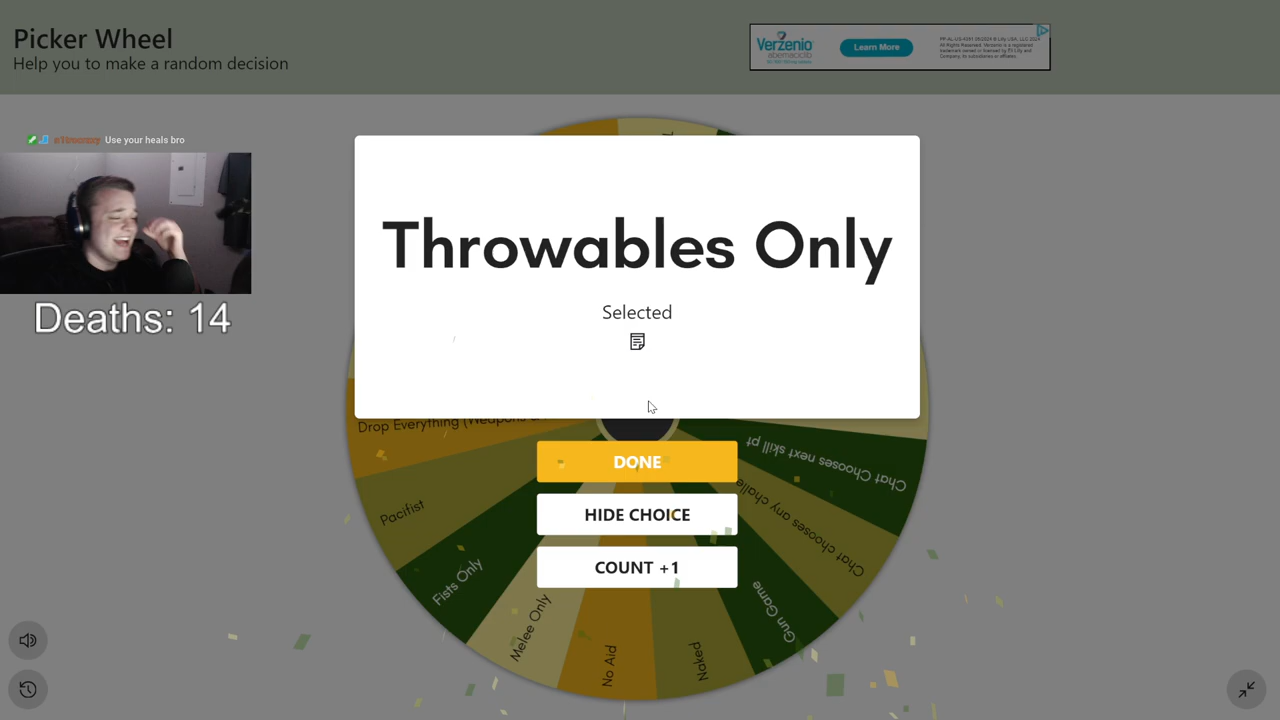 Picker Wheel
Help you to make a random decision
Verzenio
abemaciclib
Learn More
Use your heals bro
Deaths: 14
Throwables Only
Selected
Drop Everything (Weapons
Pacifist
Fists Only
Melee Only
No Aid
Naked
Gun Game
Chat chooses any challe
Chat Chooses next skill pt
DONE
HIDE CHOICE
COUNT +1